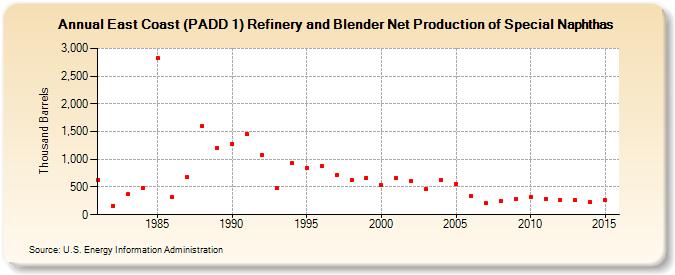 Annual East Coast (PADD 1) Refinery and Blender Net Production of Special Naphthas
Thousand Barrels
3,000
2,500
2,000
1,500
1,000
500
0
1985 1990 1995 2000 2005 2010 2015
Source: U.S. Energy Information Administration